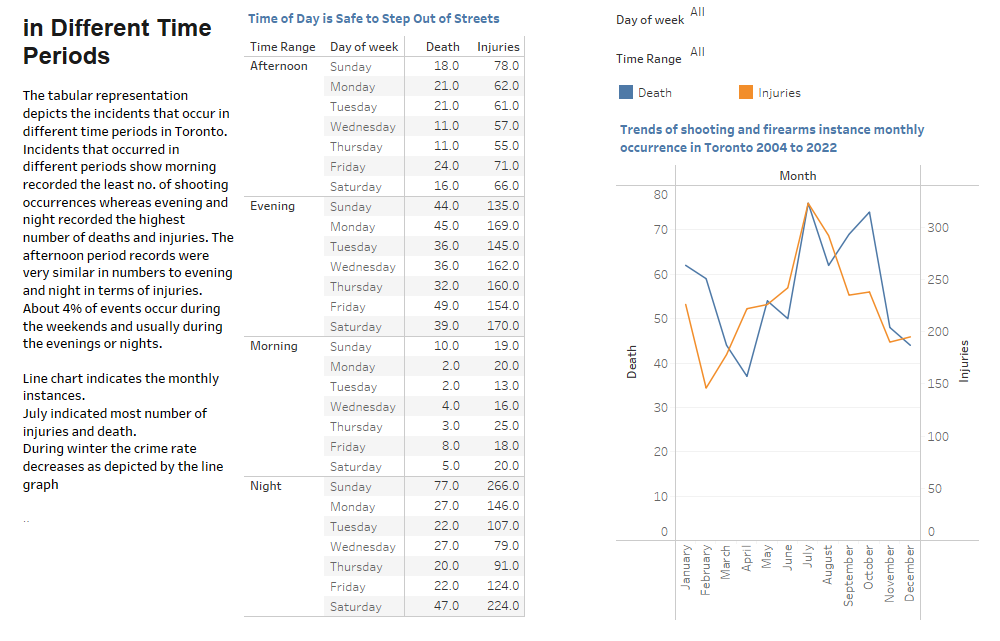 in Different Time
Periods
The tabular representation
depicts the incidents that occur in
different time periods in Toronto.
Incidents that occurred in
different periods show morning
recorded the least no. of shooting
occurrences whereas evening and
night recorded the highest
number of deaths and injuries. The
afternoon period records were
very similar in numbers to evening
and night in terms of injuries.
About 4% of events occur during
the weekends and usually during
the evenings or nights.
Line chart indicates the monthly
instances.
July indicated most number of
injuries and death.
During winter the crime rate
decreases as depicted by the line
graph
..
Time of Day is Safe to Step Out of Streets
Time Range Day of week Death Injuries
Afternoon Sunday 18.0 78.0
Monday 21.0 62.0
Tuesday 21.0 61.0
Wednesday 11.0 57.0
Thursday 11.0 55.0
Friday 24.0 71.0
Saturday 16.0 66.0
Evening Sunday 44.0 135.0
Monday 45.0 169.0
Tuesday 36.0 145.0
Wednesday 36.0 162.0
Thursday 32.0 160.0
Friday 49.0 154.0
Saturday 39.0 170.0
Morning Sunday 10.0 19.0
Monday 2.0 20.0
Tuesday 2.0 13.0
Wednesday 4.0 16.0
Thursday 3.0 25.0
Friday 8.0 18.0
Saturday 5.0 20.0
Night Sunday 77.0 266.0
Monday 27.0 146.0
Tuesday 22.0 107.0
Wednesday 27.0 79.0
Thursday 20.0 91.0
Friday 22.0 124.0
Saturday 47.0 224.0
Day of week All
Time Range All
Death Injuries
Trends of shooting and firearms instance monthly
occurrence in Toronto 2004 to 2022
Month
80
70
60
50
40
30
20
10
0
Death
300
250
200
150
100
50
0
Injuries
January
February
March
April
May
June
July
August
September
October
November
December